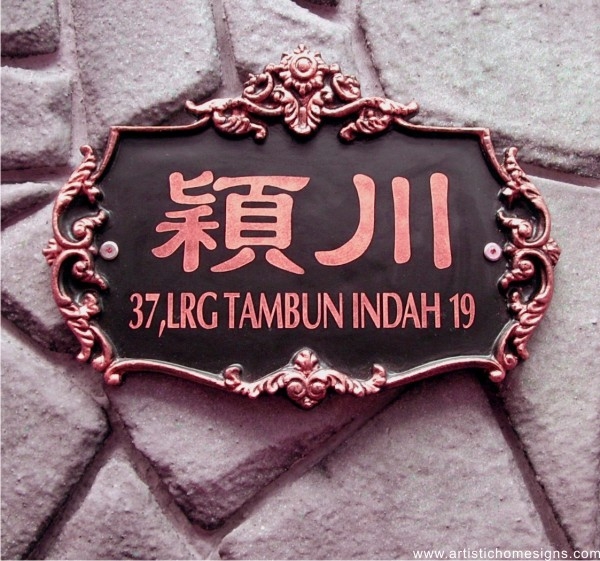 穎川
37,LRG TAMBUN INDAH 19
www.artistichomesigns.com